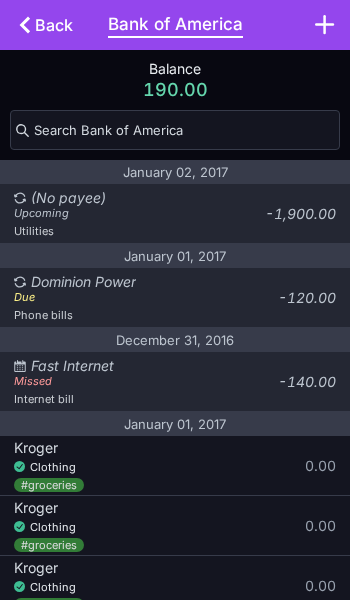 Back
Bank of America
Balance
190.00
Search Bank of America
January 02, 2017
(No payee)
Upcoming
-1,900.00
Utilities
January 01, 2017
Dominion Power
Due
-120.00
Phone bills
December 31, 2016
Fast Internet
Missed
-140.00
Internet bill
January 01, 2017
Kroger
Clothing
0.00
#groceries
Kroger
Clothing
0.00
#groceries
Kroger
Clothing
0.00